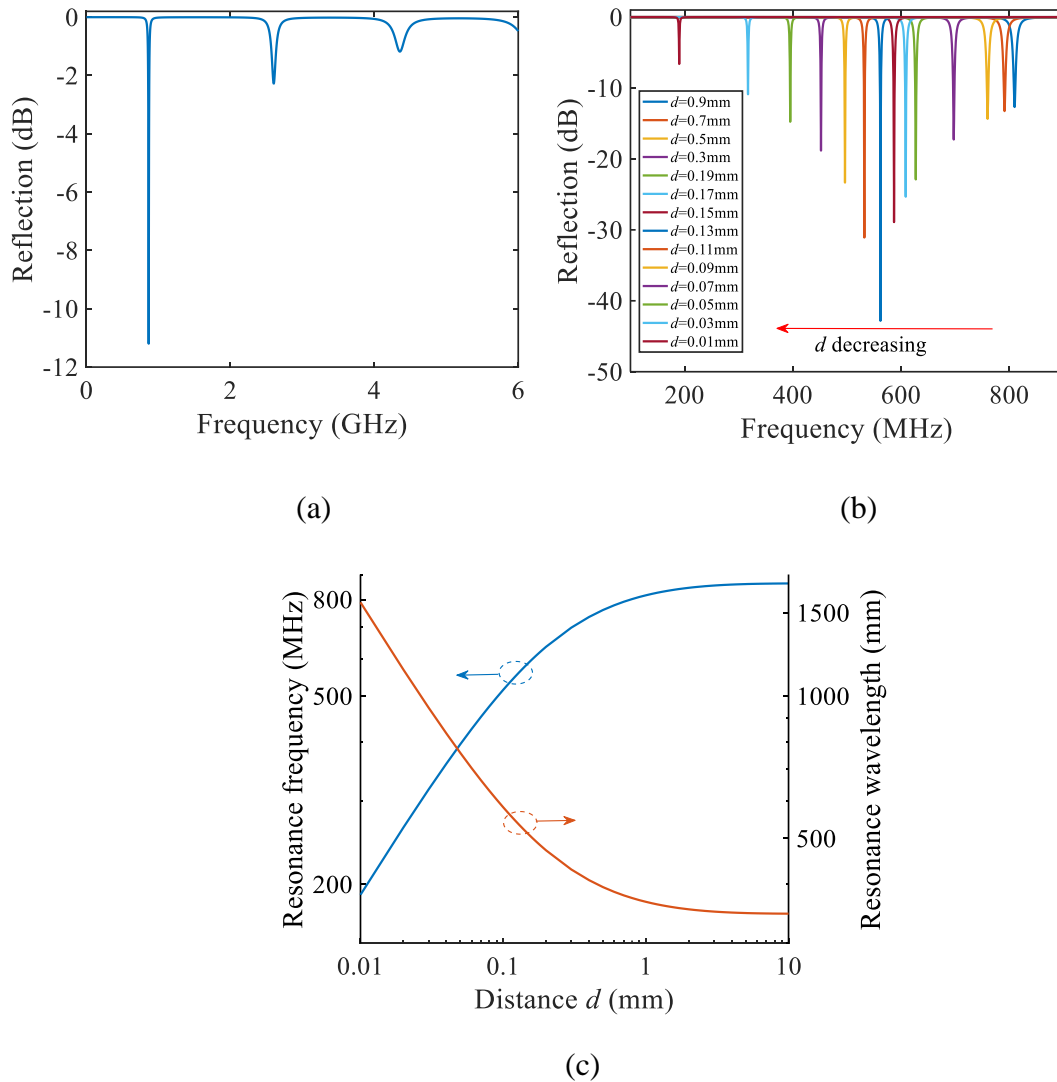 0
-2
-4
-6
-8
-10
-12
0
2
4
6
Reflection (dB)
Frequency (GHz)
(a)
0
-10
-20
-30
-40
-50
200
400
600
800
Reflection (dB)
Frequency (MHz)
d=0.9mm
d=0.7mm
d=0.5mm
d=0.3mm
d=0.19mm
d=0.17mm
d=0.15mm
d=0.13mm
d=0.11mm
d=0.09mm
d=0.07mm
d=0.05mm
d=0.03mm
d=0.01mm
d decreasing
(b)
800
500
200
Resonance frequency (MHz)
1500
1000
500
Resonance wavelength (mm)
0.01
0.1
1
10
Distance d (mm)
(c)